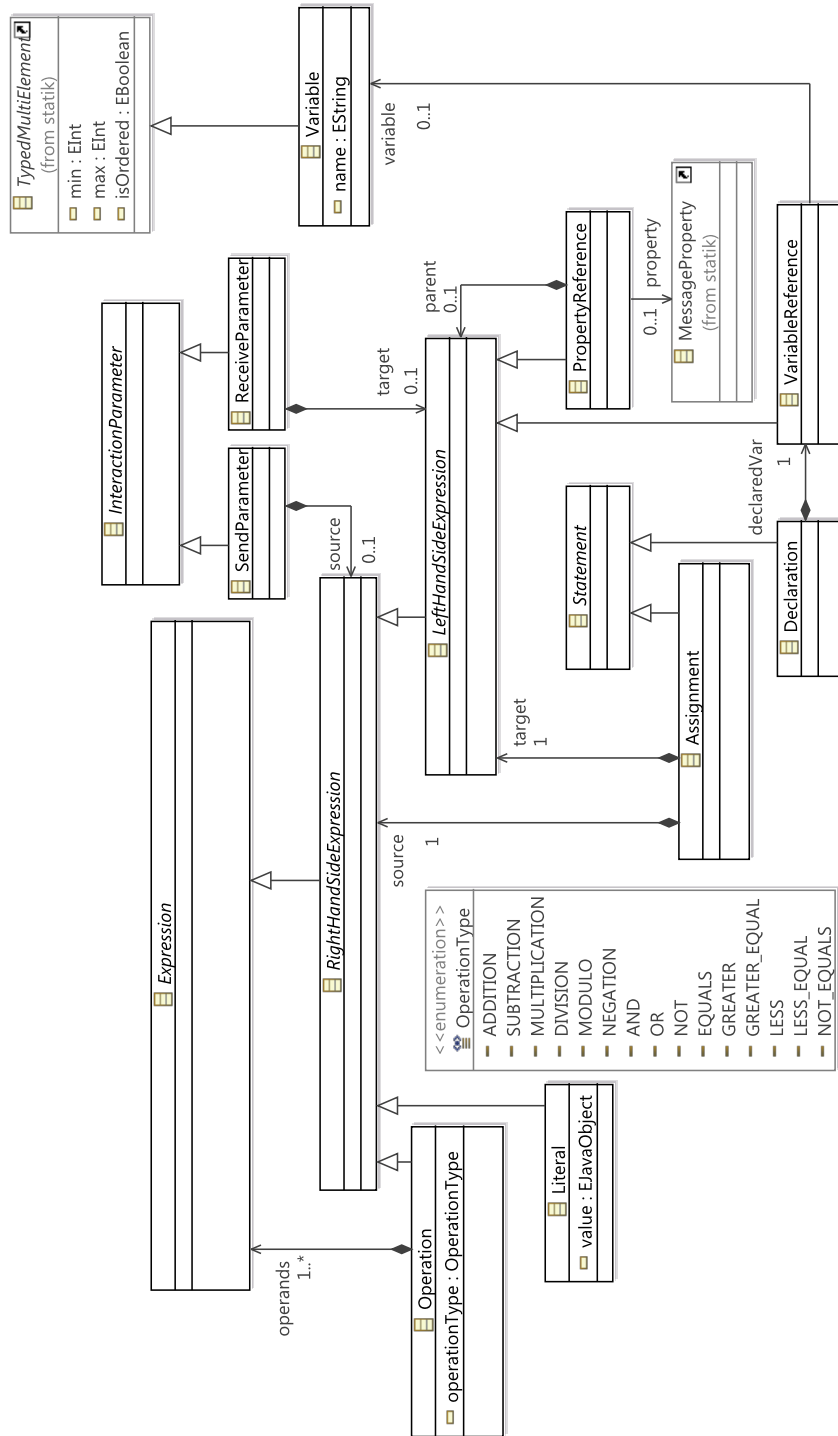 TypedMultiElement
(from statik)
min : EInt
max : EInt
isOrdered : EBoolean
Variable
name : EString
variable
0..1
InteractionParameter
ReceiveParameter
SendParameter
target
0..1
source
0..1
parent
0..1
PropertyReference
0..1
property
MessageProperty
(from statik)
VariableReference
Expression
RightHandSideExpression
LeftHandSideExpression
Statement
declaredVar
1
Declaration
Assignment
target
1
source
1
operands
1..*
Operation
operationType : OperationType
Literal
value : EJavaObject
<<enumeration>>
OperationType
ADDITION
SUBTRACTION
MULTIPLICATION
DIVISION
MODULO
NEGATION
AND
OR
NOT
EQUALS
GREATER
GREATER_EQUAL
LESS
LESS_EQUAL
NOT_EQUALS